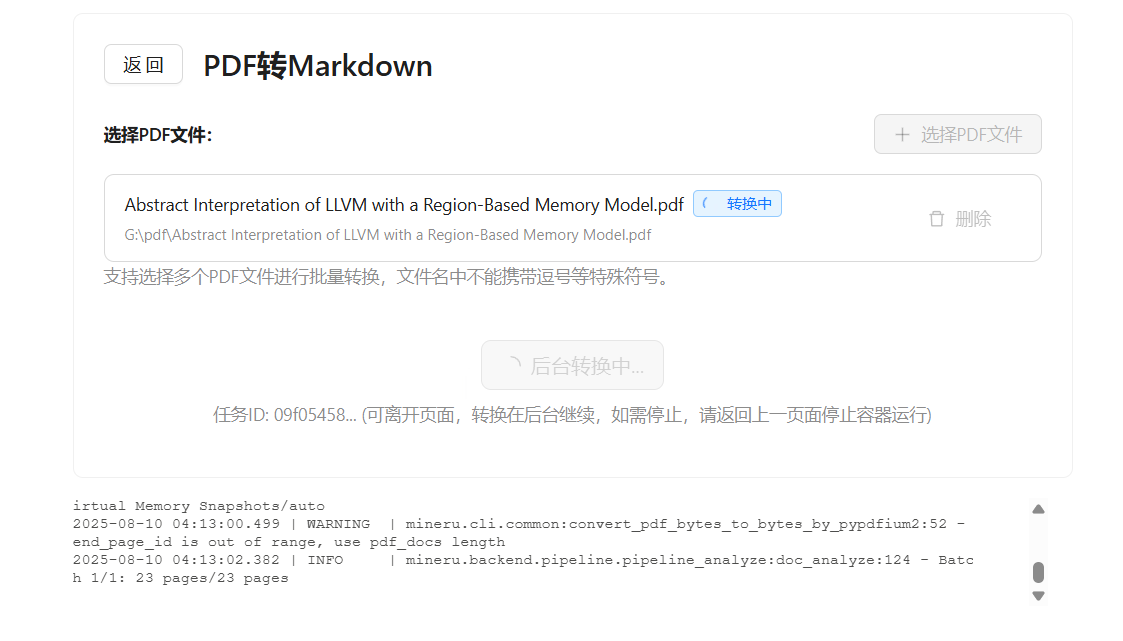 返回
PDF转Markdown
选择PDF文件:
+ 选择PDF文件
Abstract Interpretation of LLVM with a Region-Based Memory Model.pdf
转换中
G:\pdf\Abstract Interpretation of LLVM with a Region-Based Memory Model.pdf
删除
支持选择多个PDF文件进行批量转换，文件名中不能携带逗号等特殊符号。
后台转换中...
任务ID: 09f05458... (可离开页面，转换在后台继续，如需停止，请返回上一页面停止容器运行)
irtual Memory Snapshots/auto
2025-08-10 04:13:00.499 | WARNING  | mineru.cli.common:convert_pdf_bytes_to_bytes_by_pypdfium2:52 -
end_page_id is out of range, use pdf_docs length
2025-08-10 04:13:02.382 | INFO     | mineru.backend.pipeline.pipeline_analyze:doc_analyze:124 - Batc
h 1/1: 23 pages/23 pages